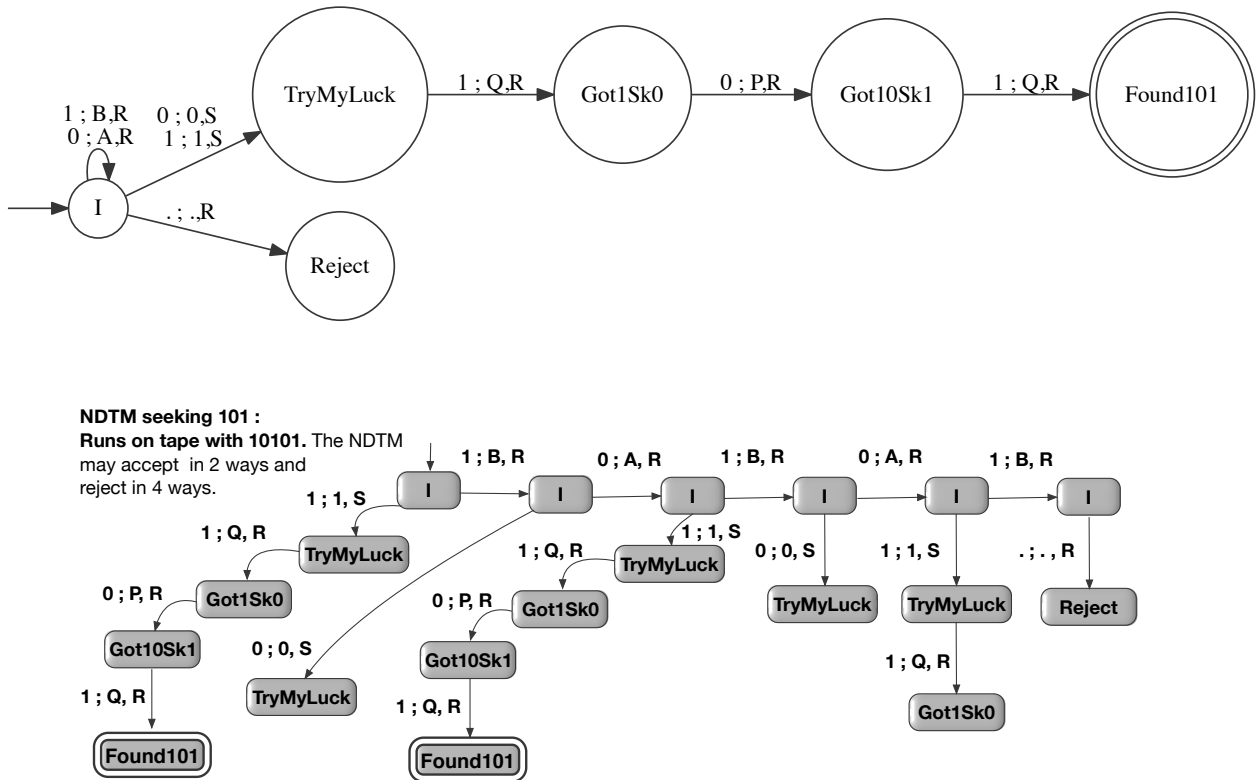 TryMyLuck
1 ; Q,R
Got1Sk0
0 ; P,R
Got10Sk1
1 ; Q,R
Found101
1 ; B,R
0 ; A,R
0 ; 0,S
1 ; 1,S
I
. ; .,R
Reject
NDTM seeking 101 :
Runs on tape with 10101. The NDTM
may accept in 2 ways and
reject in 4 ways.
1 ; B, R
0 ; A, R
1 ; B, R
0 ; A, R
1 ; B, R
I
I
I
I
I
I
1 ; 1, S
1 ; Q, R
TryMyLuck
0 ; P, R
Got1Sk0
Got10Sk1
1 ; Q, R
Found101
0 ; 0, S
TryMyLuck
1 ; 1, S
1 ; Q, R
TryMyLuck
0 ; P, R
Got1Sk0
Got10Sk1
1 ; Q, R
Found101
0 ; 0, S
TryMyLuck
1 ; 1, S
TryMyLuck
1 ; Q, R
Got1Sk0
. ; . , R
Reject